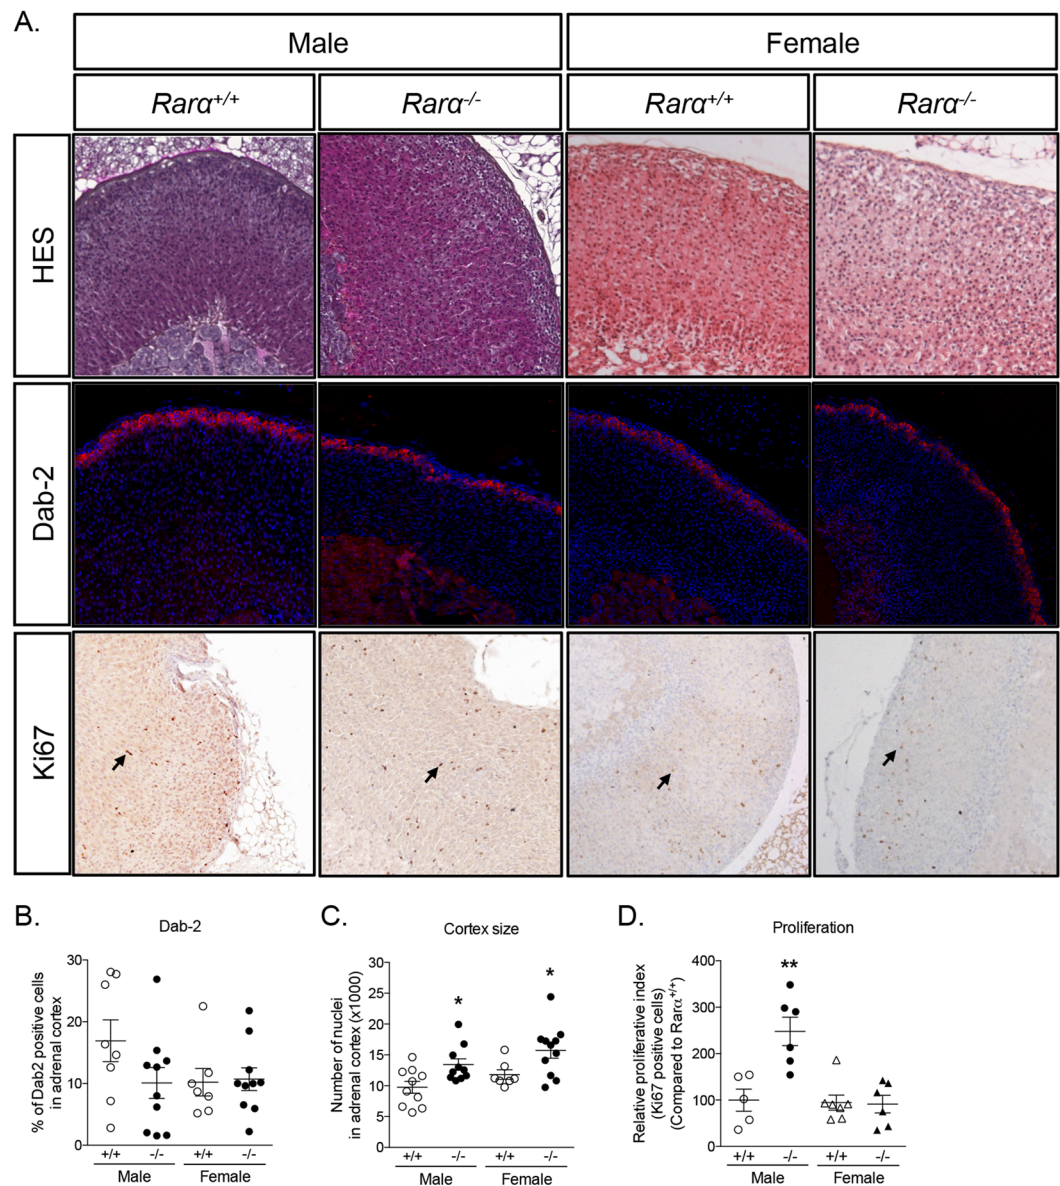 A.
Male Female
Rarα+/+ Rarα-/- Rarα+/+ Rarα-/-
HES
Dab-2
Ki67
B.
Dab-2
% of Dab2 positive cells
in adrenal cortex
30
20
10
0
+/+ -/- +/+ -/-
Male Female
C.
Cortex size
Number of nuclei
in adrenal cortex (x1000)
30
20
15
10
5
0
* *
+/+ -/- +/+ -/-
Male Female
D.
Proliferation
Relative proliferative index
(Ki67 positive cells)
(Compared to Rarα+/+)
400
300
200
100
0
**
+/+ -/- +/+ -/-
Male Female